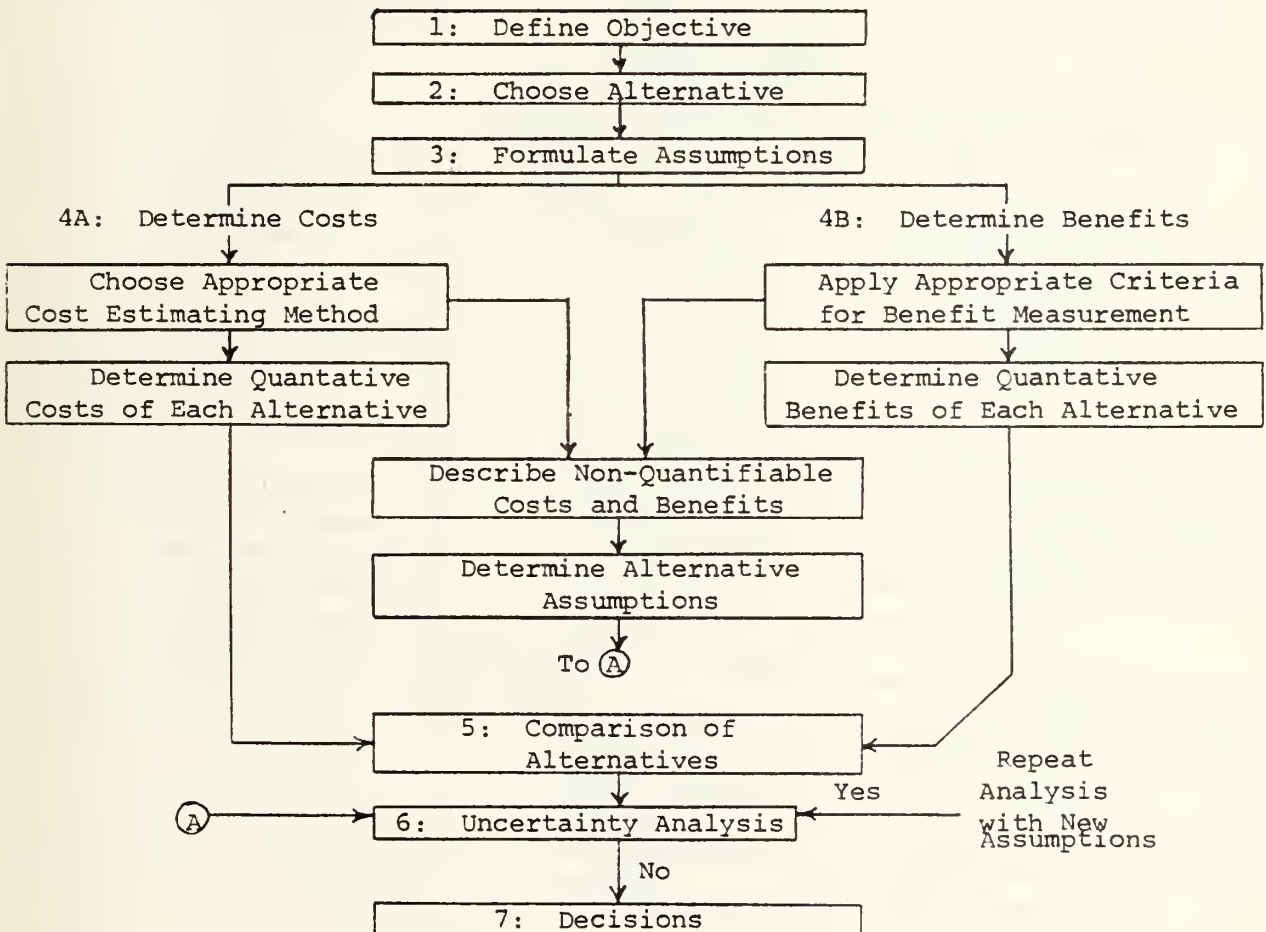 1: Define Objective
2: Choose Alternative
3: Formulate Assumptions
4A: Determine Costs
4B: Determine Benefits
Choose Appropriate
Cost Estimating Method
Apply Appropriate Criteria
for Benefit Measurement
Determine Quantative
Costs of Each Alternative
Determine Quantative
Benefits of Each Alternative
Describe Non-Quantifiable
Costs and Benefits
Determine Alternative
Assumptions
To A
5: Comparison of
Alternatives
Repeat
Analysis
with New
Assumptions
Yes
A
6: Uncertainty Analysis
No
7: Decisions